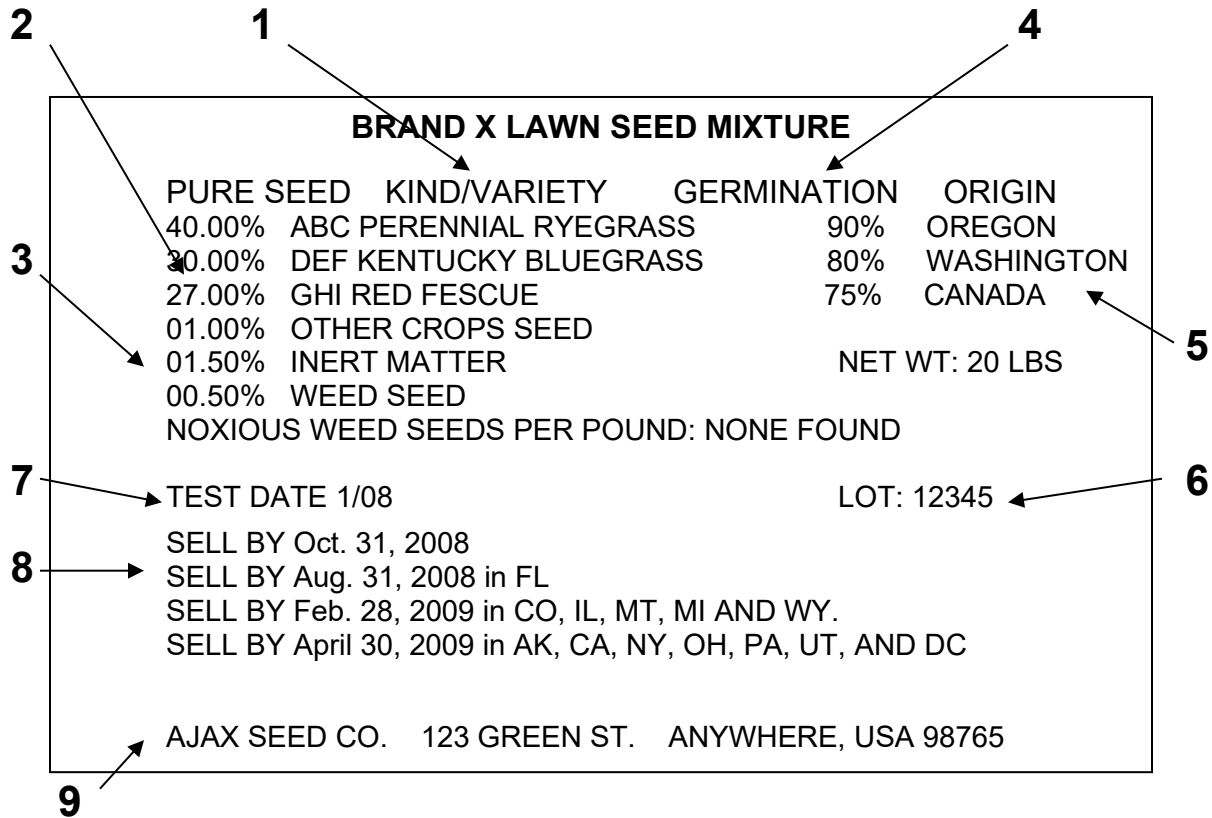 2 1 4
BRAND X LAWN SEED MIXTURE
PURE SEED KIND/VARIETY GERMINATION ORIGIN
40.00% ABC PERENNIAL RYEGRASS 90% OREGON
3
30.00% DEF KENTUCKY BLUEGRASS 80% WASHINGTON
27.00% GHI RED FESCUE 75% CANADA
01.00% OTHER CROPS SEED
5
01.50% INERT MATTER NET WT: 20 LBS
00.50% WEED SEED
NOXIOUS WEED SEEDS PER POUND: NONE FOUND
7
TEST DATE 1/08 LOT: 12345
6
SELL BY Oct. 31, 2008
8
SELL BY Aug. 31, 2008 in FL
SELL BY Feb. 28, 2009 in CO, IL, MT, MI AND WY.
SELL BY April 30, 2009 in AK, CA, NY, OH, PA, UT, AND DC
AJAX SEED CO. 123 GREEN ST. ANYWHERE, USA 98765
9